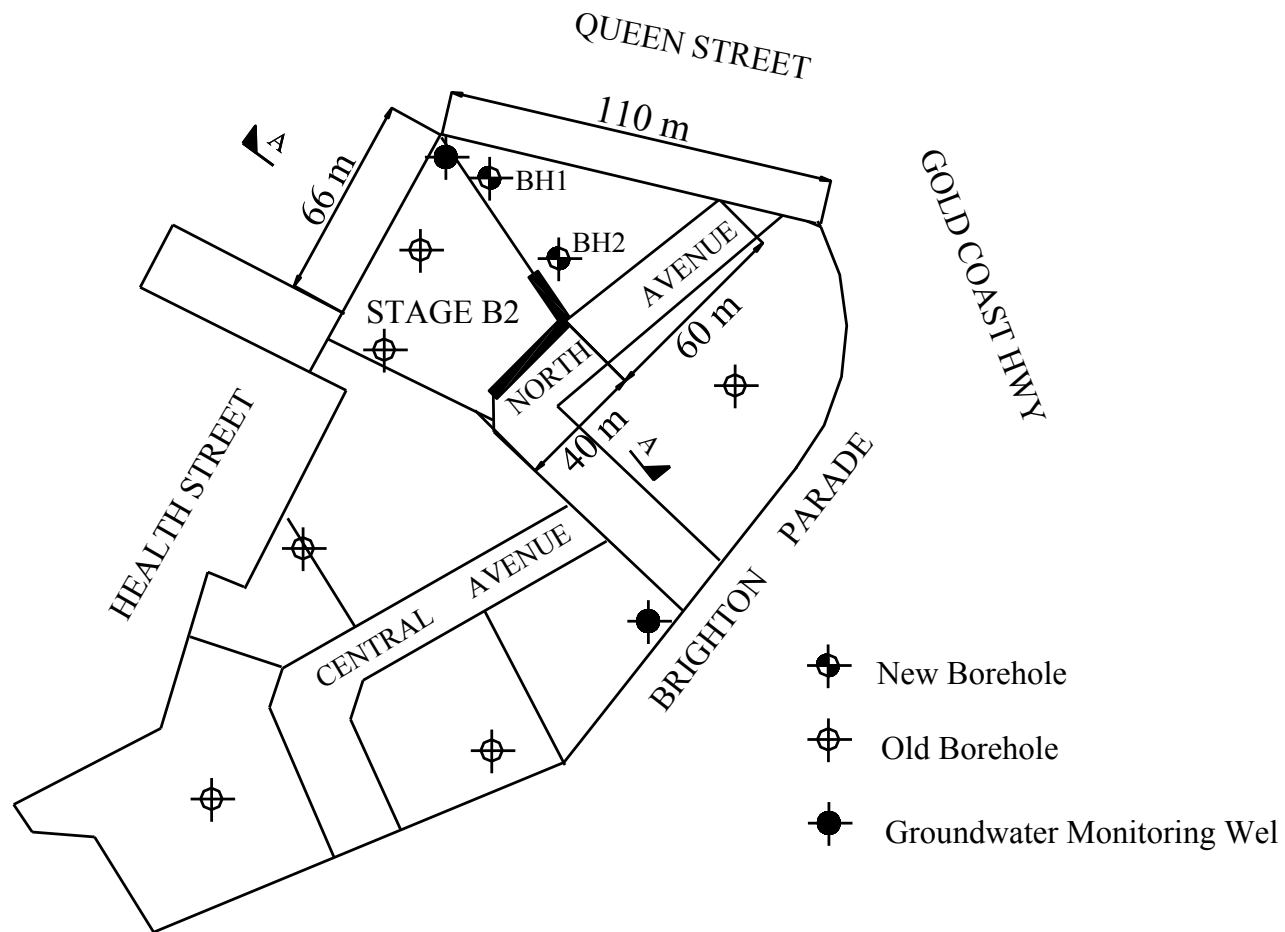 QUEEN STREET
110 m
A
66 m
BH1
GOLD COAST HWY
BH2
AVENUE
STAGE B2
60 m
NORTH
40 m
A
HEALTH STREET
BRIGHTON PARADE
CENTRAL AVENUE
New Borehole
Old Borehole
Groundwater Monitoring Wel